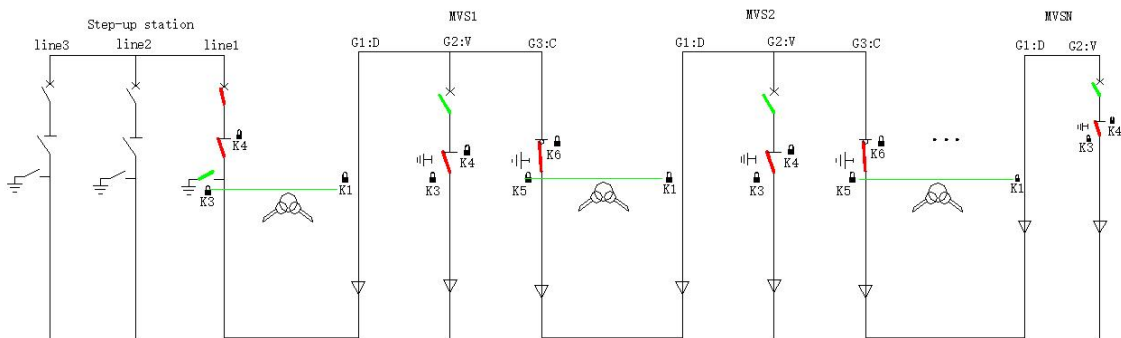 Step-up station
MVS1
MVS2
MVSN
line3
line2
line1
G1:D
G2:V
G3:C
G1:D
G2:V
G3:C
G1:D
G2:V
K4
K4
K6
K4
K6
K4
K3
K3
K1
K3
K5
K1
K3
K5
K1